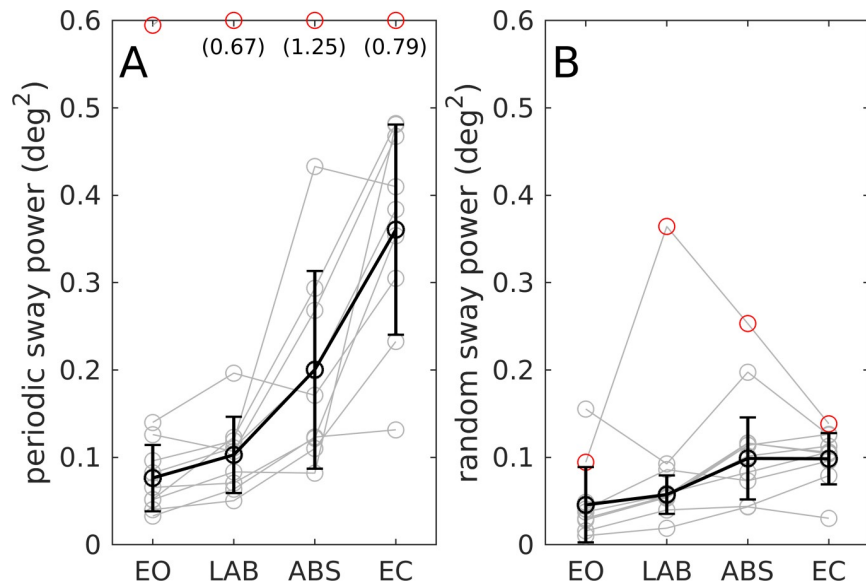 A
(0.67) (1.25) (0.79)
periodic sway power (deg²)
0.6
0.5
0.4
0.3
0.2
0.1
0
EO LAB ABS EC
B
random sway power (deg²)
0.6
0.5
0.4
0.3
0.2
0.1
0
EO LAB ABS EC